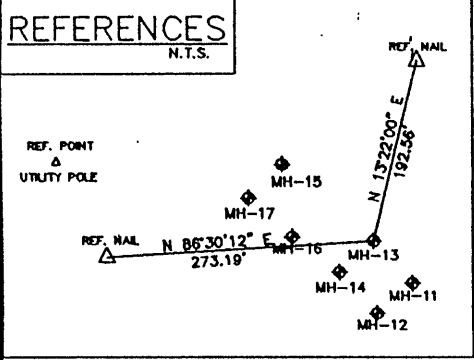 REFERENCES
N.T.S.
REF. NAIL
N 13°22'00" E
192.56'
REF. POINT
UTILITY POLE
MH-15
MH-17
REF. NAIL
N 86°30'12" E
273.19'
MH-16
MH-13
MH-14
MH-11
MH-12